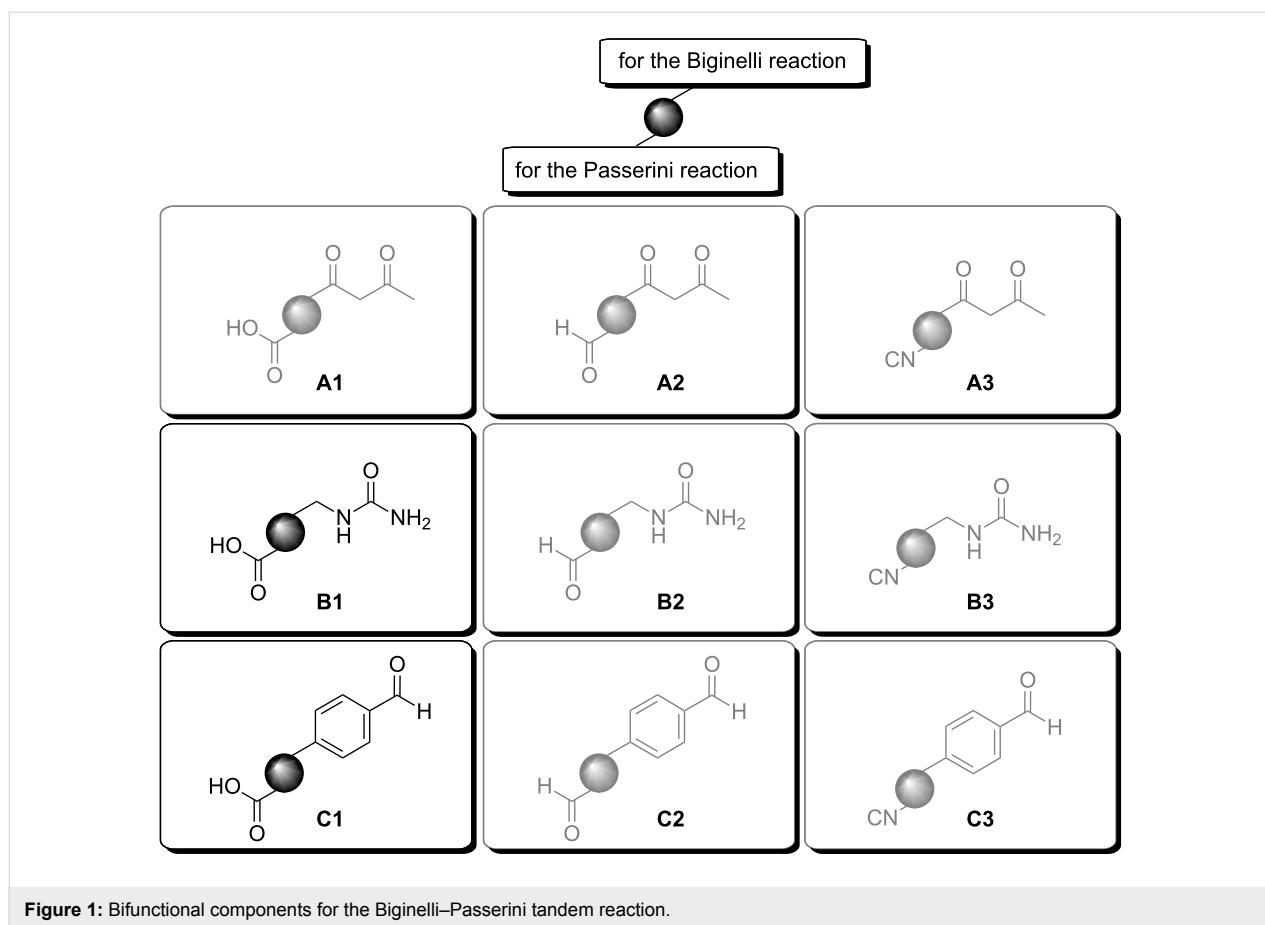 for the Biginelli reaction
for the Passerini reaction
O O
HO
O
A1
O O
H
O
A2
O O
CN
A3
O
N
H
NH2
HO
O
B1
O
N
H
NH2
H
O
B2
O
N
H
NH2
CN
B3
O
H
HO
O
C1
O
H
H
O
C2
O
H
CN
C3
Figure 1: Bifunctional components for the Biginelli–Passerini tandem reaction.